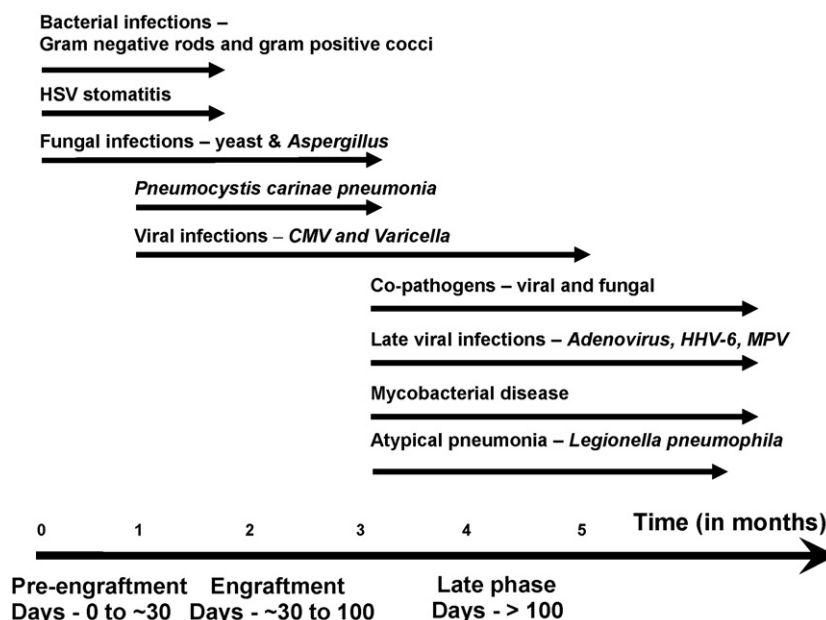 Bacterial infections –
Gram negative rods and gram positive cocci
HSV stomatitis
Fungal infections – yeast & Aspergillus
Pneumocystis carinae pneumonia
Viral infections – CMV and Varicella
Co-pathogens – viral and fungal
Late viral infections – Adenovirus, HHV-6, MPV
Mycobacterial disease
Atypical pneumonia – Legionella pneumophila
0 1 2 3 4 5 Time (in months)
Pre-engraftment Engraftment Late phase
Days - 0 to ~30 Days - ~30 to 100 Days - > 100